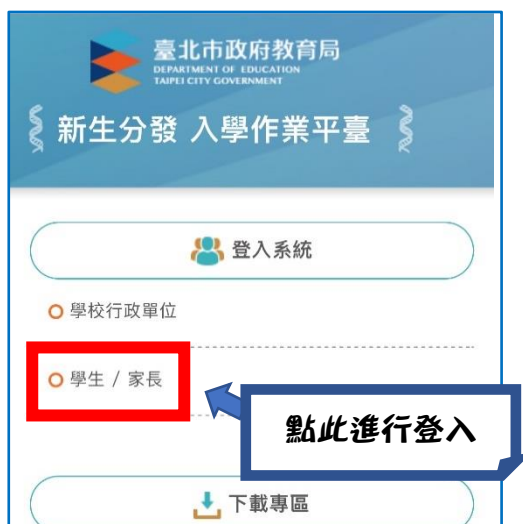 臺北市政府教育局
DEPARTMENT OF EDUCATION
TAIPEI CITY GOVERNMENT
新生分發 入學作業平臺
登入系統
學校行政單位
學生 / 家長
點此進行登入
下載專區